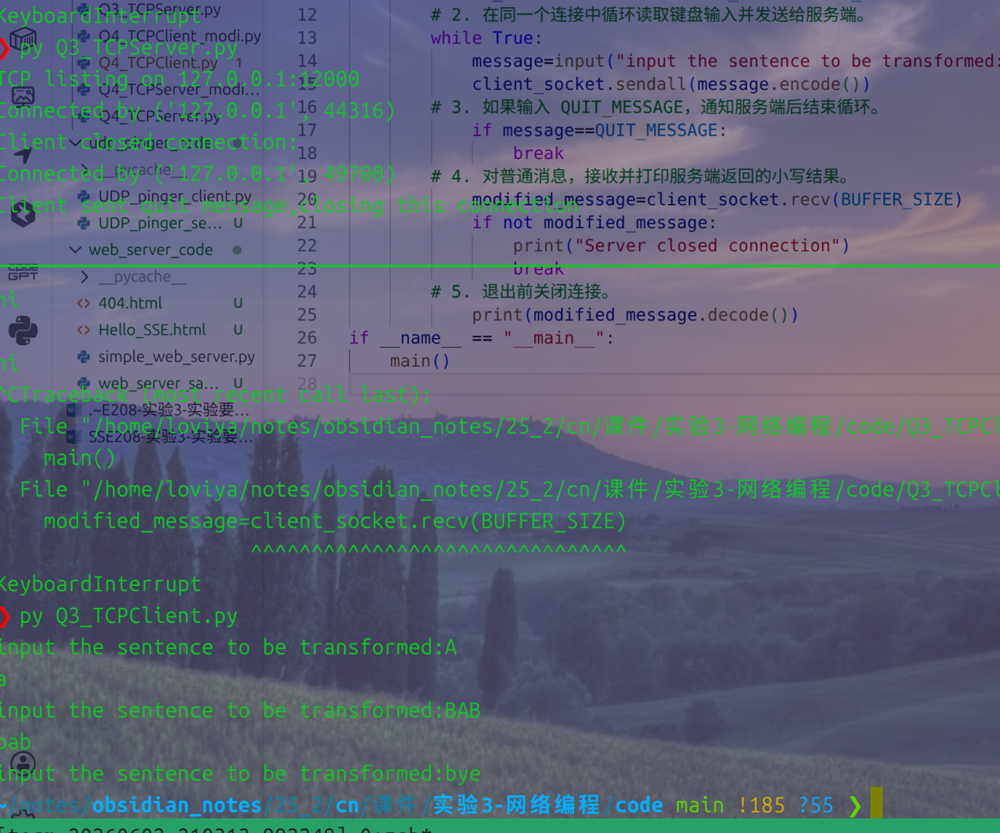 Q3_TCPServer.py
Q4_TCPClient_modi.py
Q4_TCPClient.py 1
Q4_TCPServer_modi...
Q4_TCPServer.py
udp_pinger_code
__pycache__
UDP_pinger_client.py
UDP_pinger_se... U
web_server_code
__pycache__
404.html U
Hello_SSE.html U
simple_web_server.py
web_server_sa... U
.~E208-实验3-实验要...
SSE208-实验3-实验要...
CODE
GPT
12 # 2. 在同一个连接中循环读取键盘输入并发送给服务端。
13 while True:
14 message=input("input the sentence to be transformed:
15 client_socket.sendall(message.encode())
16 # 3. 如果输入 QUIT_MESSAGE，通知服务端后结束循环。
17 if message==QUIT_MESSAGE:
18 break
19 # 4. 对普通消息，接收并打印服务端返回的小写结果。
20 modified_message=client_socket.recv(BUFFER_SIZE)
21 if not modified_message:
22 print("Server closed connection")
23 break
24 # 5. 退出前关闭连接。
25 print(modified_message.decode())
26 if __name__ == "__main__":
27 main()
28
KeyboardInterrupt
❯ py Q3_TCPServer.py
TCP listing on 127.0.0.1:12000
Connected by ('127.0.0.1', 44316)
Client closed connection:
Connected by ('127.0.0.1', 49700)
Client sent quit message,closing this connection
hi
hi
^CTraceback (most recent call last):
File "/home/loviya/notes/obsidian_notes/25_2/cn/课件/实验3-网络编程/code/Q3_TCPCl
main()
File "/home/loviya/notes/obsidian_notes/25_2/cn/课件/实验3-网络编程/code/Q3_TCPCl
modified_message=client_socket.recv(BUFFER_SIZE)
^^^^^^^^^^^^^^^^^^^^^^^^^^^^^^^
KeyboardInterrupt
❯ py Q3_TCPClient.py
input the sentence to be transformed:A
a
input the sentence to be transformed:BAB
bab
input the sentence to be transformed:bye
~/notes/obsidian_notes/25_2/cn/课件/实验3-网络编程/code main !185 ?55 ❯